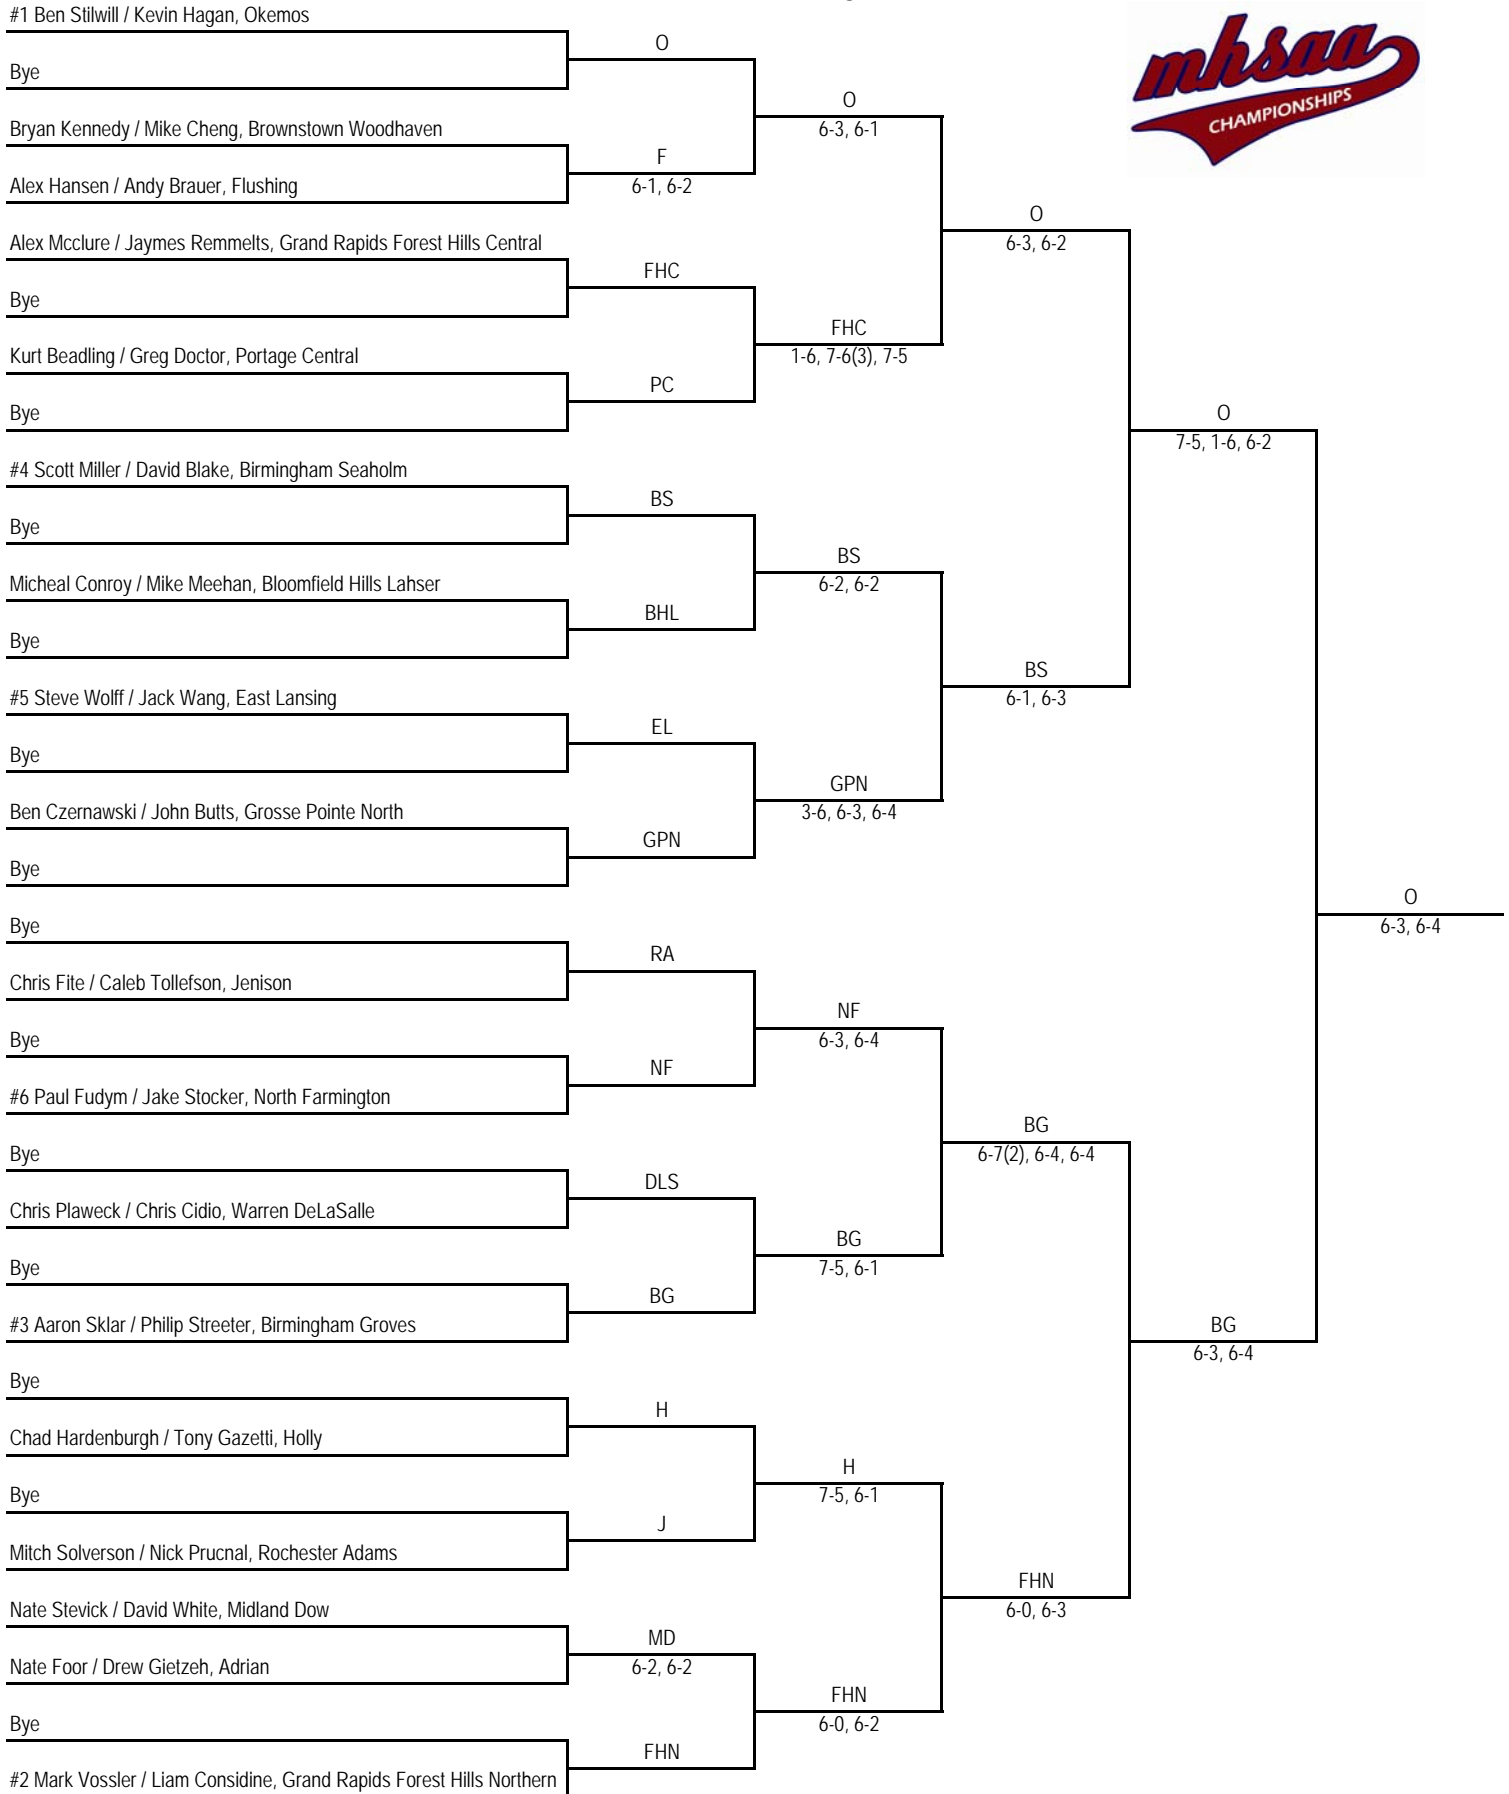 #1 Ben Stilwill / Kevin Hagan, Okemos
O
Bye
O
6-3, 6-1
Bryan Kennedy / Mike Cheng, Brownstown Woodhaven
F
6-1, 6-2
Alex Hansen / Andy Brauer, Flushing
O
6-3, 6-2
Alex Mcclure / Jaymes Remmelts, Grand Rapids Forest Hills Central
FHC
Bye
FHC
1-6, 7-6(3), 7-5
Kurt Beadling / Greg Doctor, Portage Central
PC
Bye
O
7-5, 1-6, 6-2
#4 Scott Miller / David Blake, Birmingham Seaholm
BS
Bye
BS
6-2, 6-2
Micheal Conroy / Mike Meehan, Bloomfield Hills Lahser
BHL
Bye
BS
6-1, 6-3
#5 Steve Wolff / Jack Wang, East Lansing
EL
Bye
GPN
3-6, 6-3, 6-4
Ben Czernawski / John Butts, Grosse Pointe North
GPN
Bye
O
6-3, 6-4
Bye
RA
Chris Fite / Caleb Tollefson, Jenison
NF
6-3, 6-4
Bye
NF
#6 Paul Fudym / Jake Stocker, North Farmington
BG
6-7(2), 6-4, 6-4
Bye
DLS
Chris Plaweck / Chris Cidio, Warren DeLaSalle
BG
7-5, 6-1
Bye
BG
#3 Aaron Sklar / Philip Streeter, Birmingham Groves
BG
6-3, 6-4
Bye
H
Chad Hardenburgh / Tony Gazetti, Holly
H
7-5, 6-1
Bye
J
Mitch Solverson / Nick Prucnal, Rochester Adams
FHN
6-0, 6-3
Nate Stevick / David White, Midland Dow
MD
6-2, 6-2
Nate Foor / Drew Gietzeh, Adrian
FHN
6-0, 6-2
Bye
FHN
#2 Mark Vossler / Liam Considine, Grand Rapids Forest Hills Northern
mhsaa
CHAMPIONSHIPS